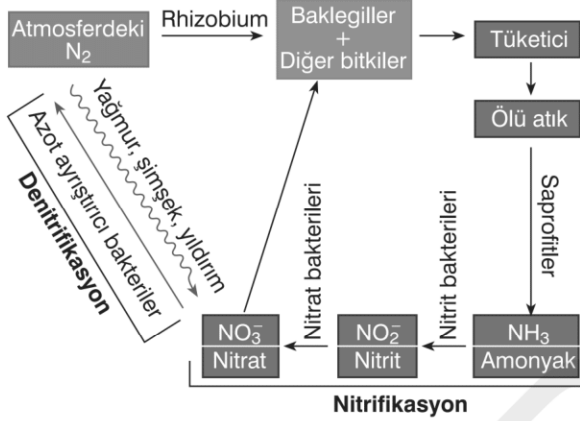 Atmosferdeki
N₂
Rhizobium
Baklegiller
+
Diğer bitkiler
Tüketici
Ölü atık
Saprofitler
Yağmur, şimşek, yıldırım
Azot ayrıştırıcı bakteriler
Denitrifikasyon
Nitrat bakterileri
Nitrit bakterileri
NO₃⁻
Nitrat
NO₂⁻
Nitrit
NH₃
Amonyak
Nitrifikasyon